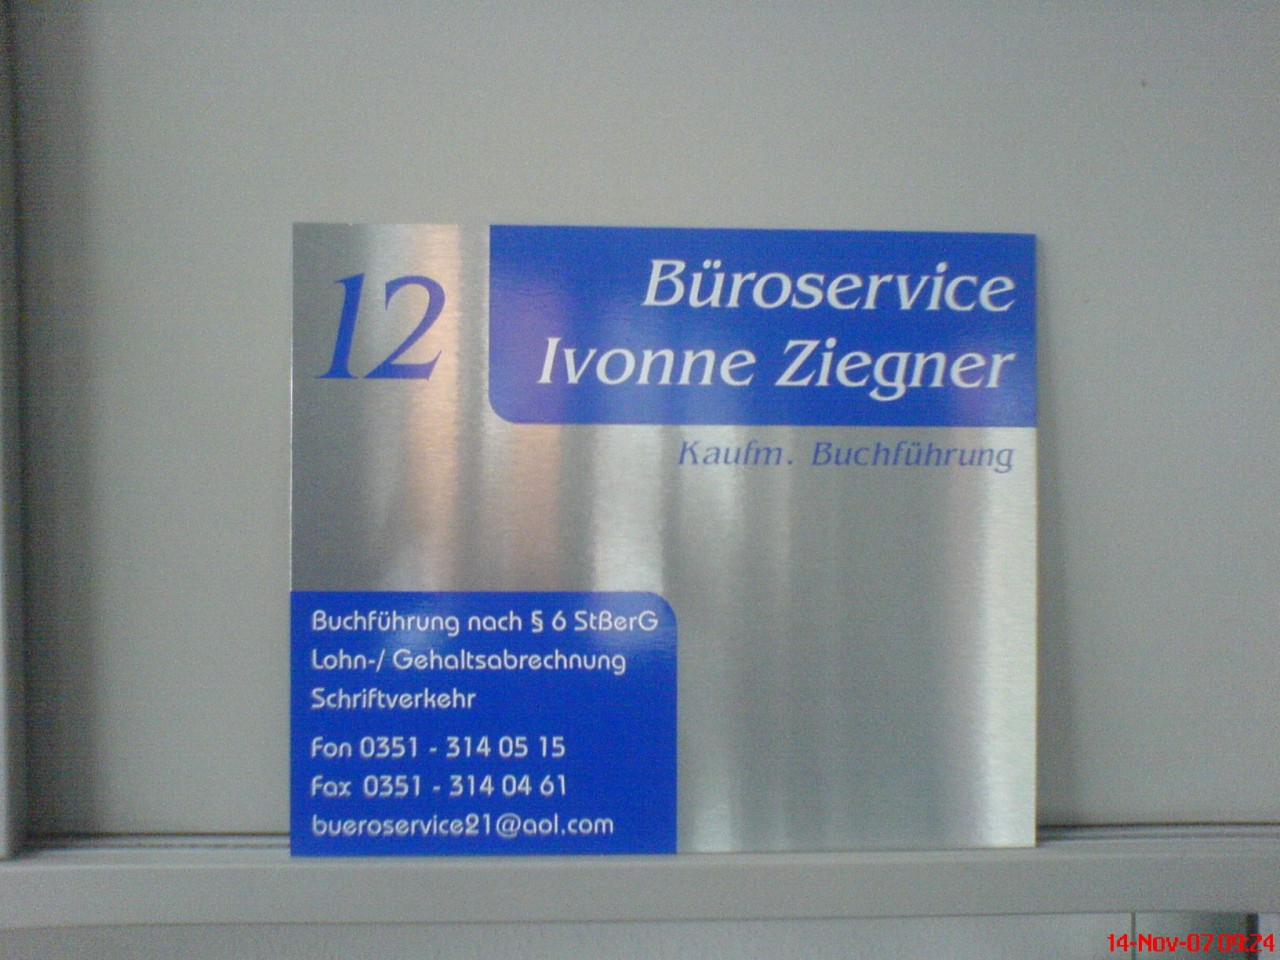 12
Büroservice
Ivonne Ziegner
Kaufm. Buchführung
Buchführung nach § 6 StBerG
Lohn-/ Gehaltsabrechnung
Schriftverkehr
Fon 0351 - 314 05 15
Fax 0351 - 314 04 61
bueroservice21@aol.com
14-Nov-07 09:24